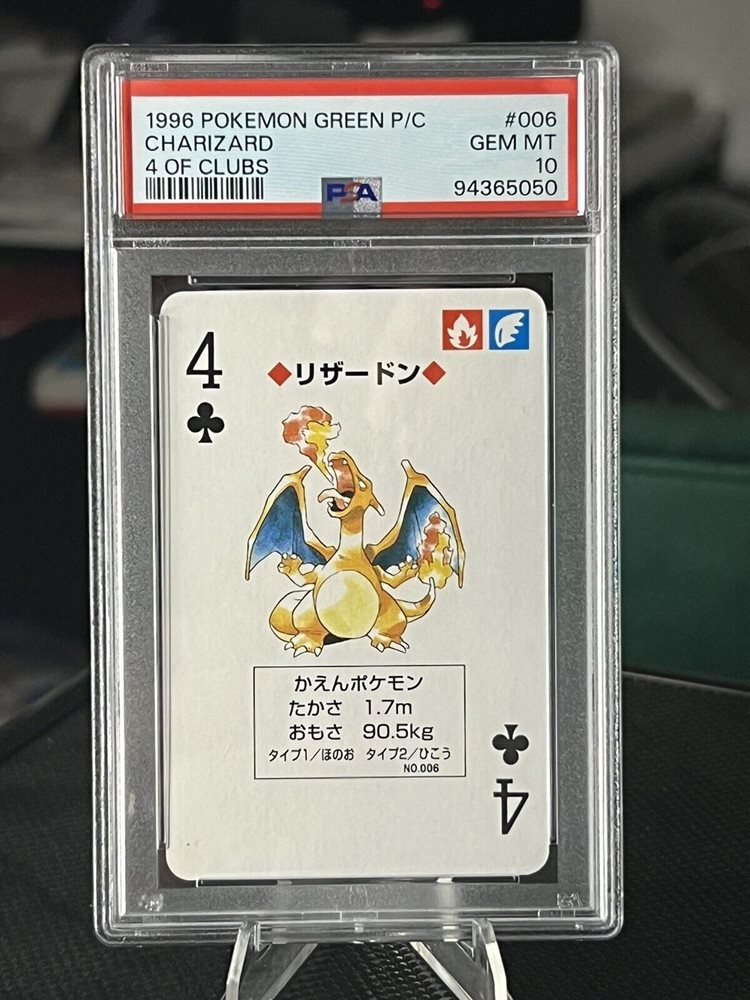 1996 POKEMON GREEN P/C #006
CHARIZARD GEM MT
4 OF CLUBS 10
PSA 94365050
4
◆リザードン◆
かえんポケモン
たかさ 1.7m
おもさ 90.5kg
タイプ1/ほのお タイプ2/ひこう
NO.006
4